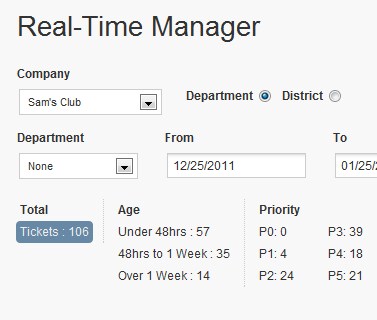 Real-Time Manager
Company
Sam's Club
Department District
Department From To
None 12/25/2011 01/25/
Total Age Priority
Tickets : 106 Under 48hrs : 57 P0: 0 P3: 39
48hrs to 1 Week : 35 P1: 4 P4: 18
Over 1 Week : 14 P2: 24 P5: 21